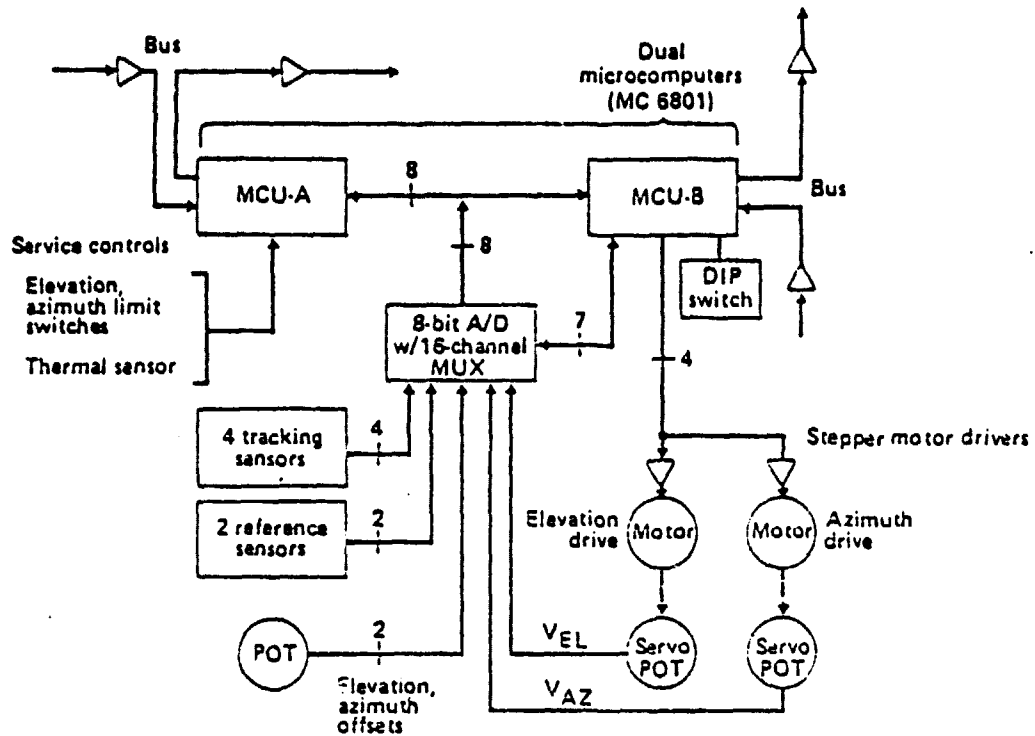 Bus
Dual
microcomputers
(MC 6801)
MCU-A
8
MCU-B
Bus
8
Service controls
Elevation,
azimuth limit
switches
Thermal sensor
DIP
switch
8-bit A/D
w/16-channel
MUX
7
4
4 tracking
sensors
4
Stepper motor drivers
2 reference
sensors
2
Elevation
drive
Motor
Motor
Azimuth
drive
POT
2
Elevation,
azimuth
offsets
VEL
VAZ
Servo
POT
Servo
POT